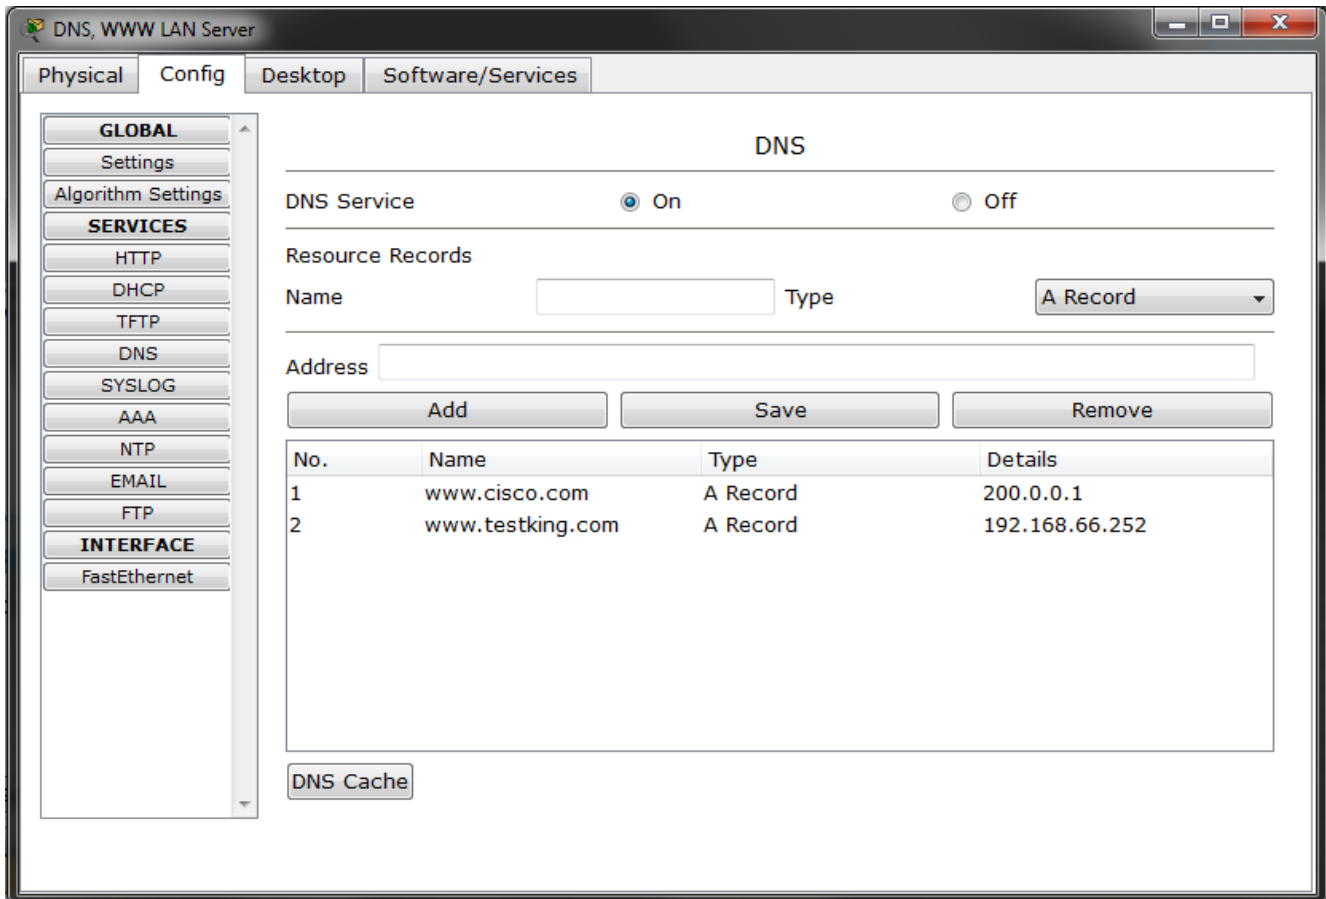 DNS, WWW LAN Server
Physical Config Desktop Software/Services
GLOBAL
Settings
Algorithm Settings
SERVICES
HTTP
DHCP
TFTP
DNS
SYSLOG
AAA
NTP
EMAIL
FTP
INTERFACE
FastEthernet
DNS
DNS Service On Off
Resource Records
Name Type A Record
Address
Add Save Remove
No. Name Type Details
1 www.cisco.com A Record 200.0.0.1
2 www.testking.com A Record 192.168.66.252
DNS Cache